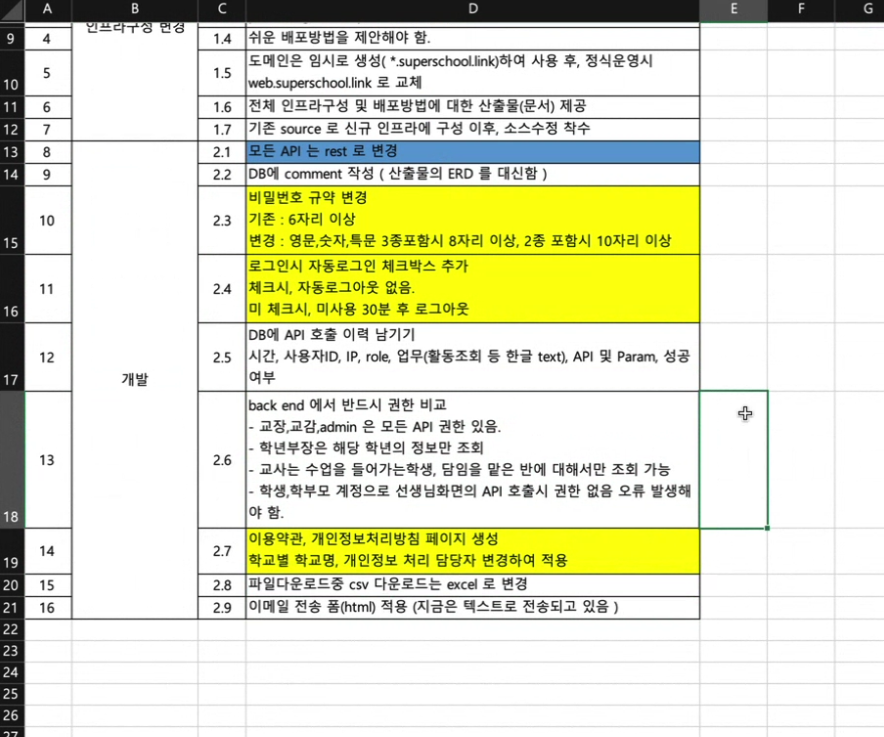 A B C D E F G
인프라구성 변경
9 4 1.4 쉬운 배포방법을 제안해야 함.
10 5 1.5 도메인은 임시로 생성( *.superschool.link)하여 사용 후, 정식운영시
web.superschool.link 로 교체
11 6 1.6 전체 인프라구성 및 배포방법에 대한 산출물(문서) 제공
12 7 1.7 기존 source 로 신규 인프라에 구성 이후, 소스수정 착수
13 8 2.1 모든 API 는 rest 로 변경
14 9 2.2 DB에 comment 작성 ( 산출물의 ERD 를 대신함 )
15 10 2.3 비밀번호 규약 변경
기존 : 6자리 이상
변경 : 영문,숫자,특문 3종포함시 8자리 이상, 2종 포함시 10자리 이상
16 11 2.4 로그인시 자동로그인 체크박스 추가
체크시, 자동로그아웃 없음.
미 체크시, 미사용 30분 후 로그아웃
17 12 개발 2.5 DB에 API 호출 이력 남기기
시간, 사용자ID, IP, role, 업무(활동조회 등 한글 text), API 및 Param, 성공
여부
18 13 2.6 back end 에서 반드시 권한 비교
- 교장,교감,admin 은 모든 API 권한 있음.
- 학년부장은 해당 학년의 정보만 조회
- 교사는 수업을 들어가는학생, 담임을 맡은 반에 대해서만 조회 가능
- 학생,학부모 계정으로 선생님화면의 API 호출시 권한 없음 오류 발생해
야 함.
19 14 2.7 이용약관, 개인정보처리방침 페이지 생성
학교별 학교명, 개인정보 처리 담당자 변경하여 적용
20 15 2.8 파일다운로드중 csv 다운로드는 excel 로 변경
21 16 2.9 이메일 전송 폼(html) 적용 (지금은 텍스트로 전송되고 있음 )
22
23
24
25
26
27